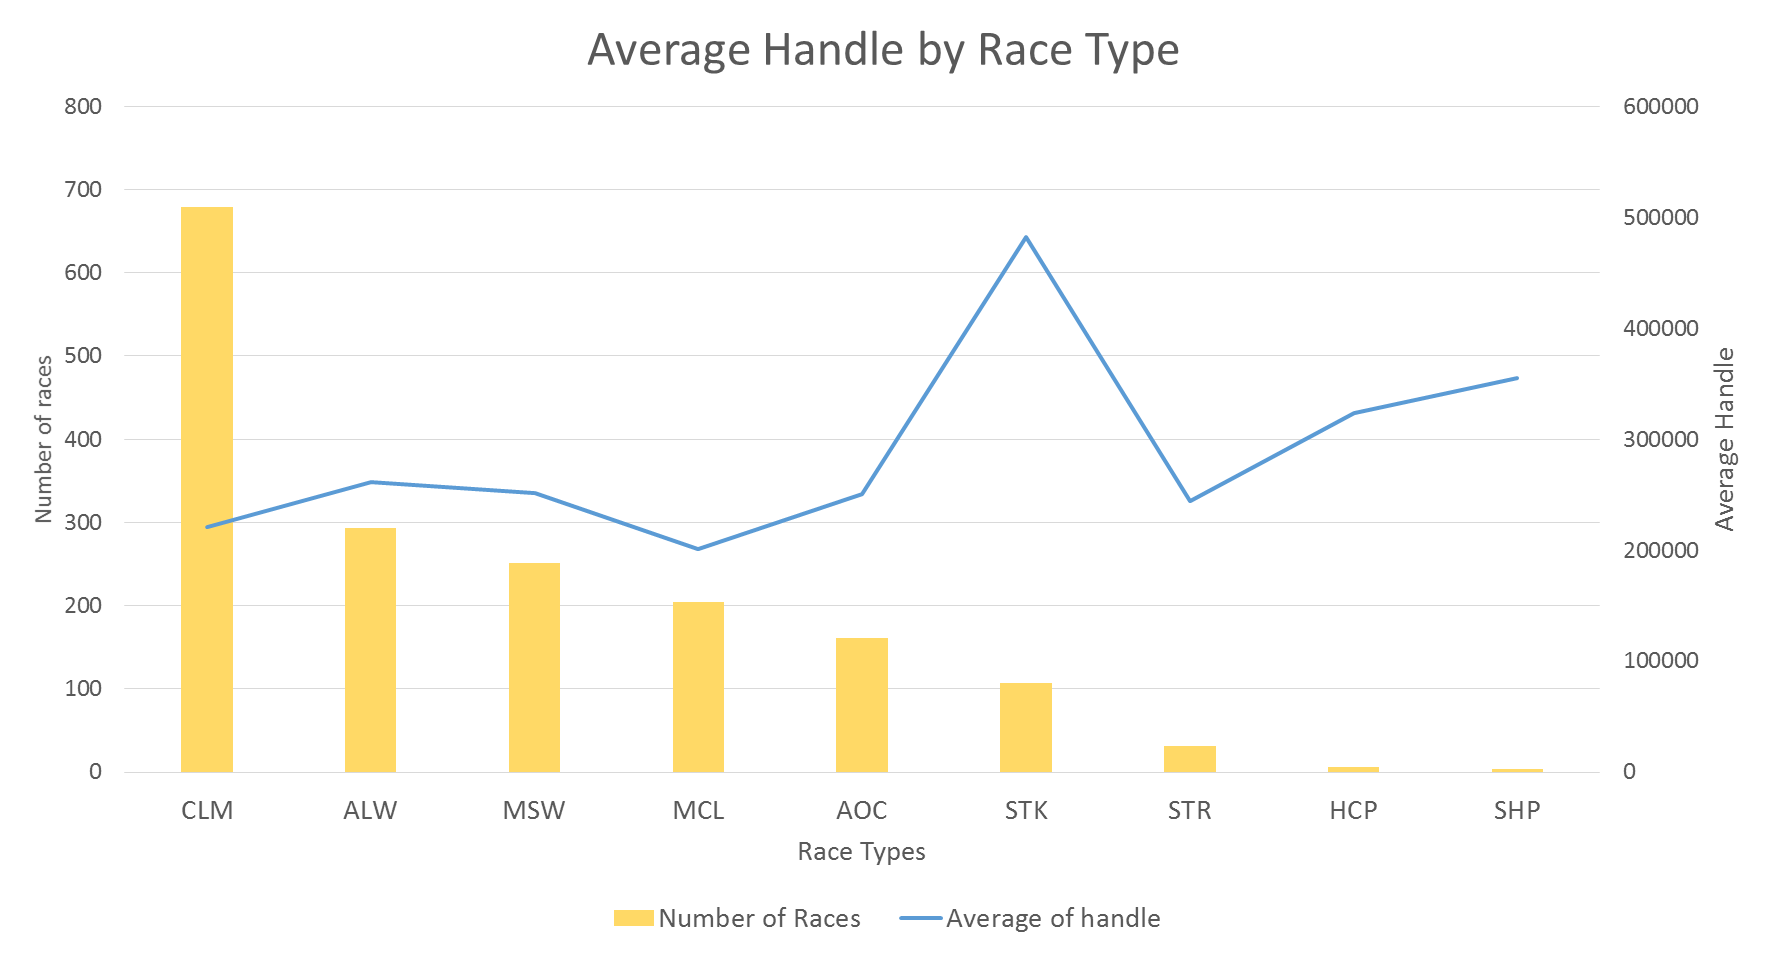 Average Handle by Race Type
800
700
600
500
400
300
200
100
0
Number of races
600000
500000
400000
300000
200000
100000
0
Average Handle
CLM ALW MSW MCL AOC STK STR HCP SHP
Race Types
Number of Races Average of handle